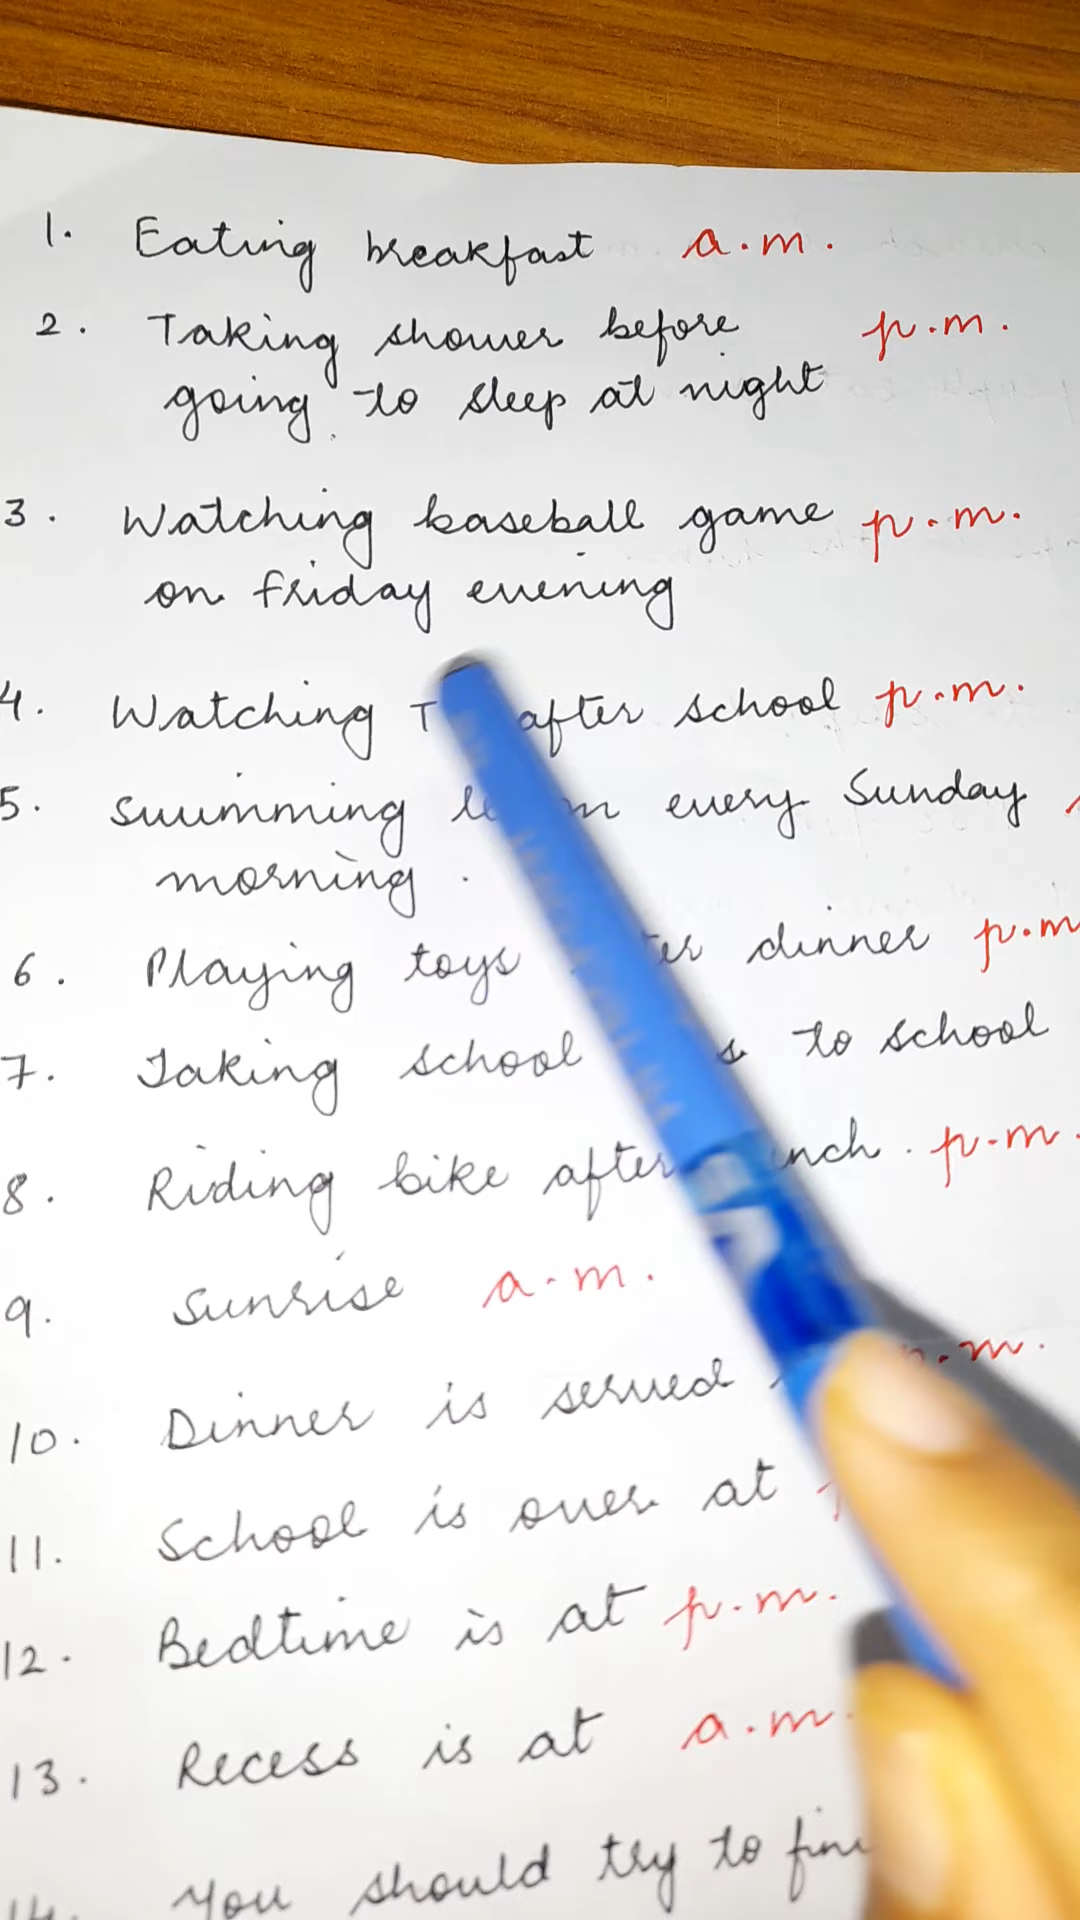 1. Eating breakfast a.m.
2. Taking shower before p.m.
going to sleep at night
3. Watching baseball game p.m.
on friday evening
4. Watching T after school p.m.
5. Swimming every Sunday
morning.
6. Playing toys dinner p.m
7. Taking school to school
8. Riding bike after p.m.
9. Sunrise a.m.
10. Dinner is served p.m.
11. School is over at
12. Bedtime is at p.m.
13. Recess is at a.m.
14. You should try to